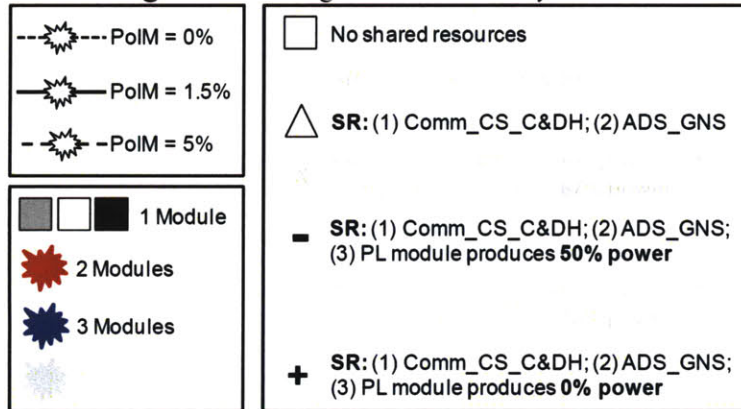 PolM = 0%
PolM = 1.5%
PolM = 5%
1 Module
2 Modules
3 Modules
No shared resources
SR: (1) Comm_CS_C&DH; (2) ADS_GNS
SR: (1) Comm_CS_C&DH; (2) ADS_GNS;
(3) PL module produces 50% power
SR: (1) Comm_CS_C&DH; (2) ADS_GNS;
(3) PL module produces 0% power